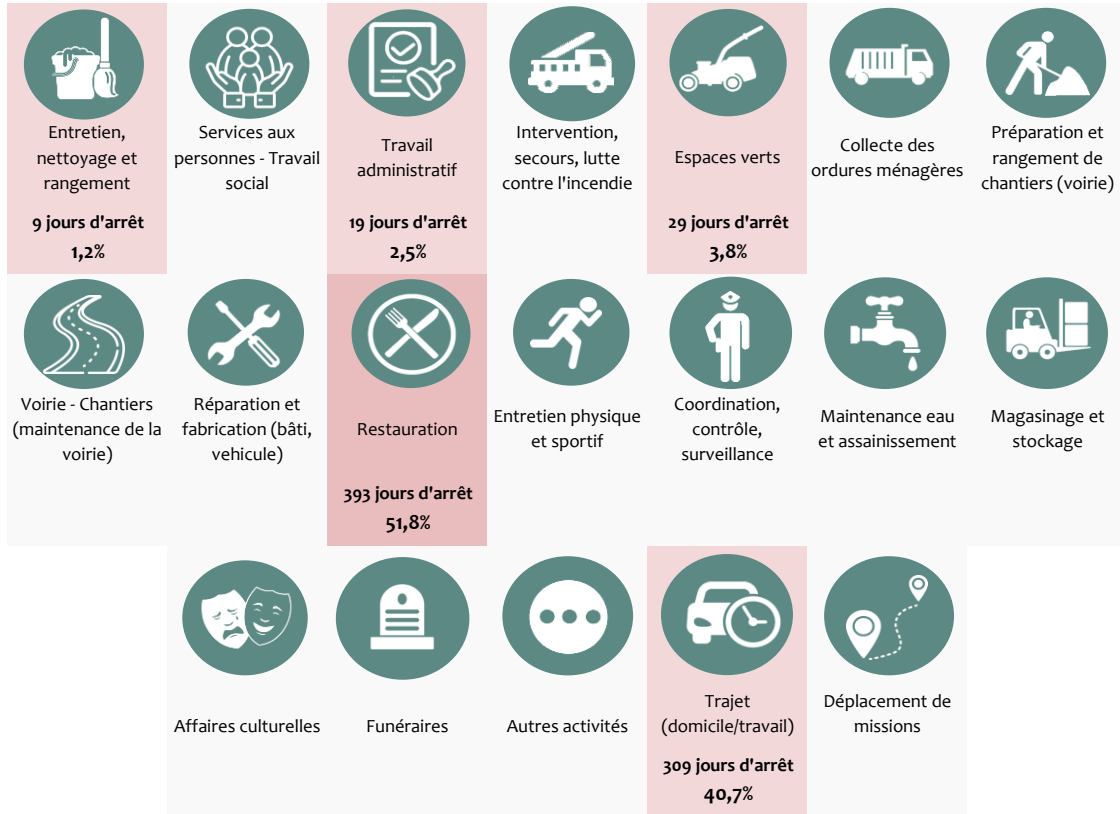 Entretien,
nettoyage et
rangement
9 jours d'arrêt
1,2%
Services aux
personnes - Travail
social
Travail
administratif
19 jours d'arrêt
2,5%
Intervention,
secours, lutte
contre l'incendie
Espaces verts
29 jours d'arrêt
3,8%
Collecte des
ordures ménagères
Préparation et
rangement de
chantiers (voirie)
Voirie - Chantiers
(maintenance de la
voirie)
Réparation et
fabrication (bâti,
vehicule)
Restauration
393 jours d'arrêt
51,8%
Entretien physique
et sportif
Coordination,
contrôle,
surveillance
Maintenance eau
et assainissement
Magasinage et
stockage
Affaires culturelles
Funéraires
Autres activités
Trajet
(domicile/travail)
309 jours d'arrêt
40,7%
Déplacement de
missions